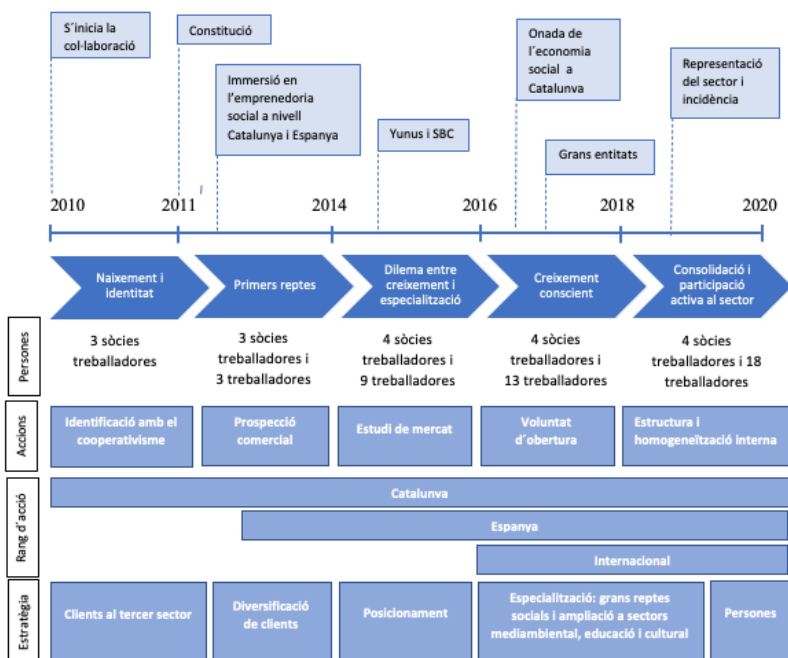 S´inicia la
col·laboració
Constitució
Immersió en
l'emprenedoria
social a nivell
Catalunya i Espanya
Yunus i SBC
Onada de
l´economia
social a
Catalunva
Grans entitats
Representació
del sector i
incidència
2010
2011
2014
2016
2018
2020
Naixement i
identitat
Primers reptes
Dilema entre
creixement i
especialització
Creixement
conscient
Consolidació i
participació
activa al sector
Persones
3 sòcies
treballadores
3 sòcies
treballadores i
3 treballadores
4 sòcies
treballadores i
9 treballadores
4 sòcies
treballadores i
13 treballadores
4 sòcies
treballadores i 18
treballadores
Accions
Identificació amb el
cooperativisme
Prospecció
comercial
Estudi de mercat
Voluntat
d´obertura
Estructura i
homogeneïtzació interna
Rang d'acció
Catalunva
Espanya
Internacional
Estratègia
Clients al tercer sector
Diversificació
de clients
Posicionament
Especialització: grans reptes
socials i ampliació a sectors
mediambiental, educació i cultural
Persones